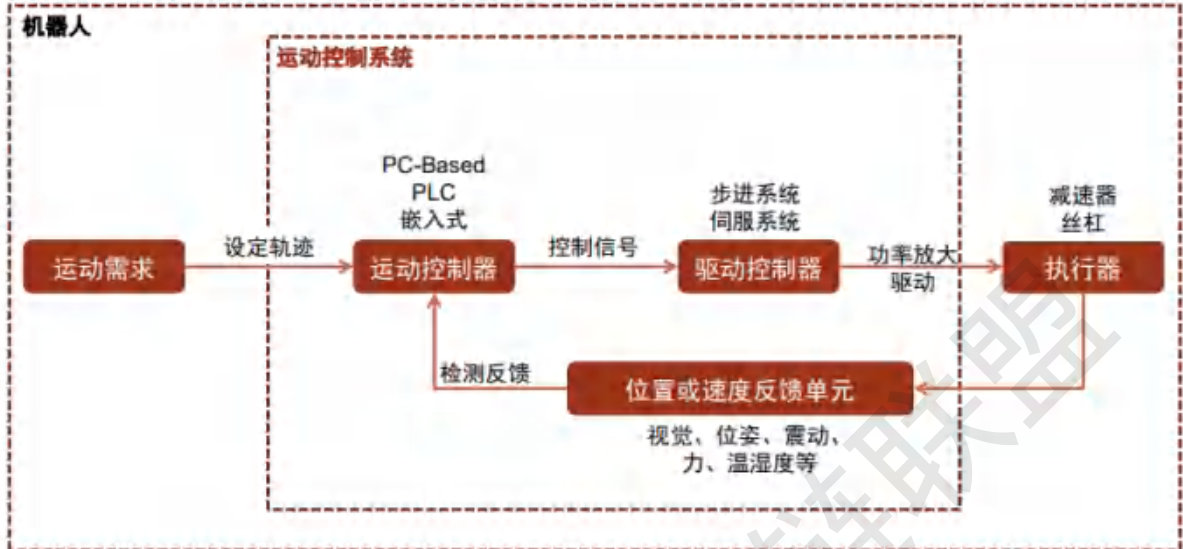 机器人
运动控制系统
PC-Based
PLC
嵌入式
步进系统
伺服系统
减速器
丝杠
运动需求
设定轨迹
运动控制器
控制信号
驱动控制器
功率放大
驱动
执行器
检测反馈
位置或速度反馈单元
视觉、位姿、震动、
力、温湿度等
联盟